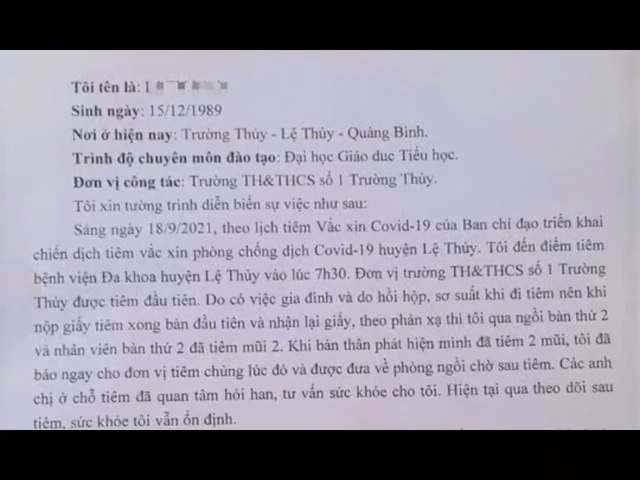 Tôi tên là:
Sinh ngày: 15/12/1989
Nơi ở hiện nay: Trường Thủy - Lệ Thủy - Quảng Bình.
Trình độ chuyên môn đào tạo: Đại học Giáo dục Tiểu học.
Đơn vị công tác: Trường TH&THCS số 1 Trường Thủy.
Tôi xin tường trình diễn biến sự việc như sau:
Sáng ngày 18/9/2021, theo lịch tiêm Vắc xin Covid-19 của Ban chỉ đạo triển khai
chiến dịch tiêm vắc xin phòng chống dịch Covid-19 huyện Lệ Thủy. Tôi đến điểm tiêm
bệnh viện Đa khoa huyện Lệ Thủy vào lúc 7h30. Đơn vị trường TH&THCS số 1 Trường
Thủy được tiêm đầu tiên. Do có việc gia đình và do hồi hộp, sơ suất khi đi tiêm nên khi
nộp giấy tiêm xong bàn đầu tiên và nhận lại giấy, theo phản xạ thì tôi qua ngồi bàn thứ 2
và nhân viên bàn thứ 2 đã tiêm mũi 2. Khi bản thân phát hiện mình đã tiêm 2 mũi, tôi đã
báo ngay cho đơn vị tiêm chủng lúc đó và được đưa về phòng ngồi chờ sau tiêm. Các anh
chị ở chỗ tiêm đã quan tâm hỏi han, tư vấn sức khỏe cho tôi. Hiện tại qua theo dõi sau
tiêm, sức khỏe tôi vẫn ổn định.